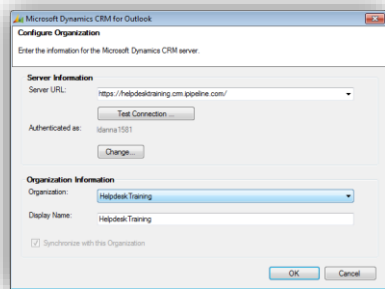 Microsoft Dynamics CRM for Outlook
Configure Organization
Enter the information for the Microsoft Dynamics CRM server.
Server Information
Server URL: https://helpdesktraining.crm.ipipeline.com/
Test Connection ...
Authenticated as: idanna1581
Change...
Organization Information
Organization: Helpdesk Training
Display Name: Helpdesk Training
Synchronize with this Organization
OK Cancel